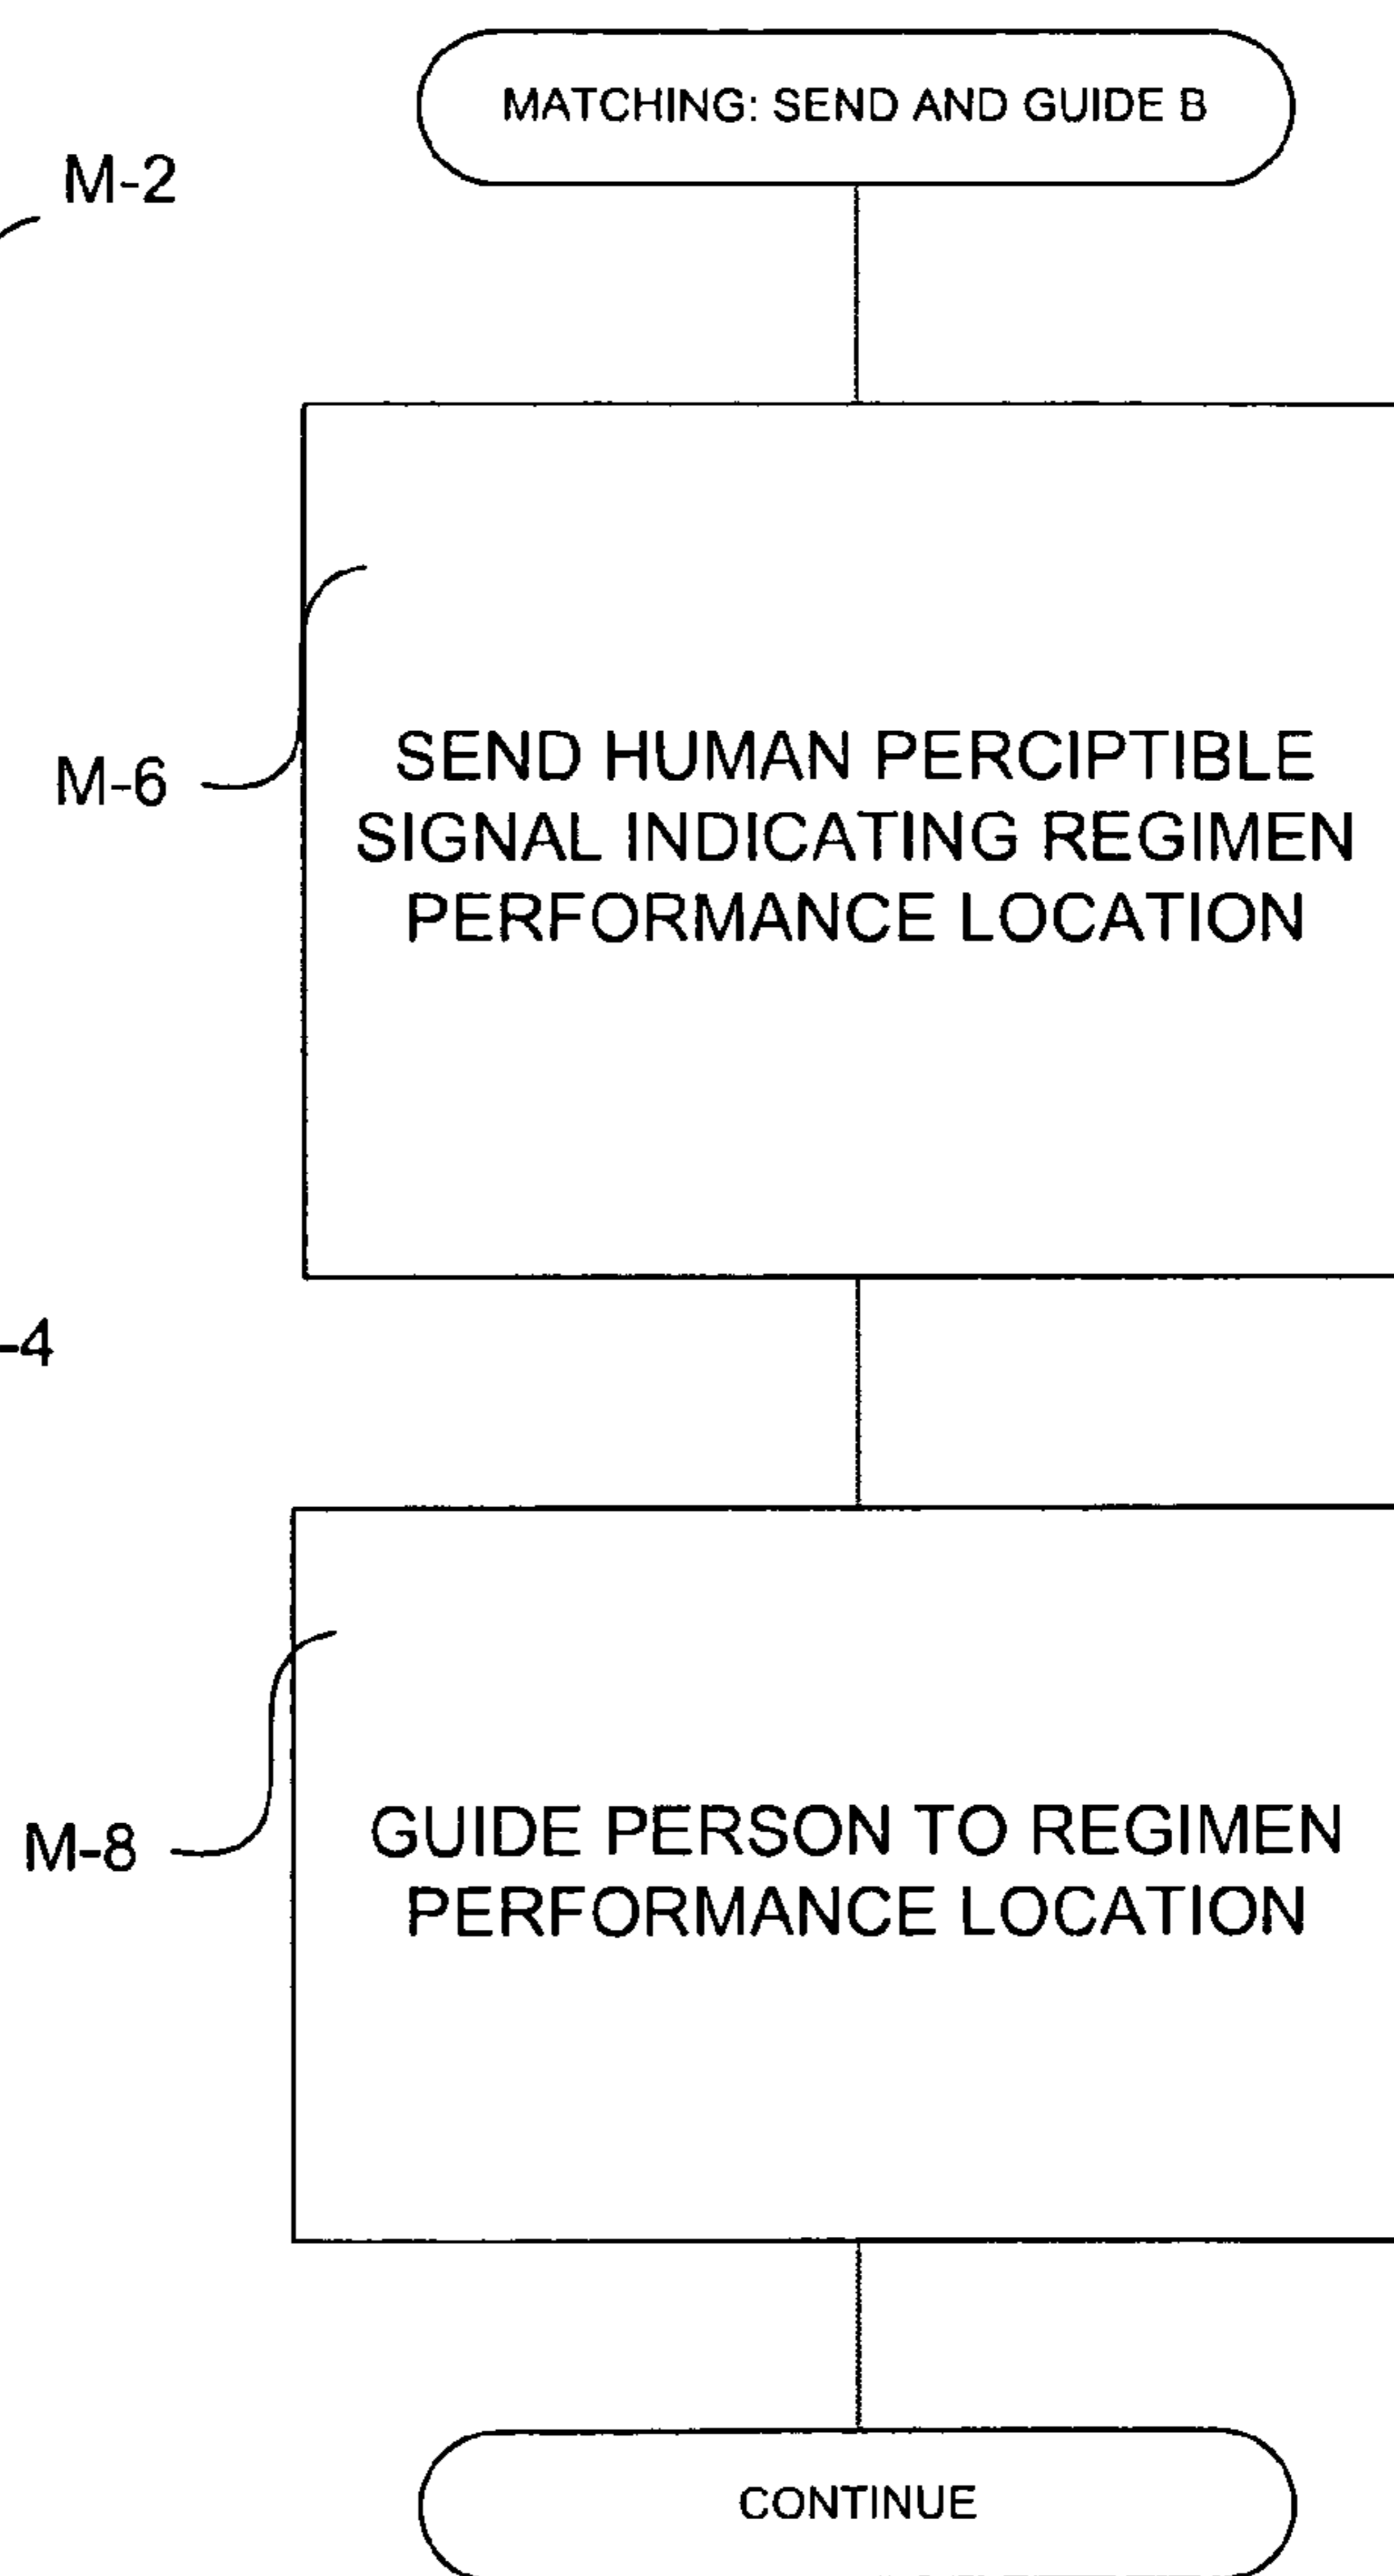 MATCHING: SEND AND GUIDE B
M-2
SEND HUMAN PERCIPTIBLE
SIGNAL INDICATING REGIMEN
PERFORMANCE LOCATION
M-6
-4
GUIDE PERSON TO REGIMEN
PERFORMANCE LOCATION
M-8
CONTINUE